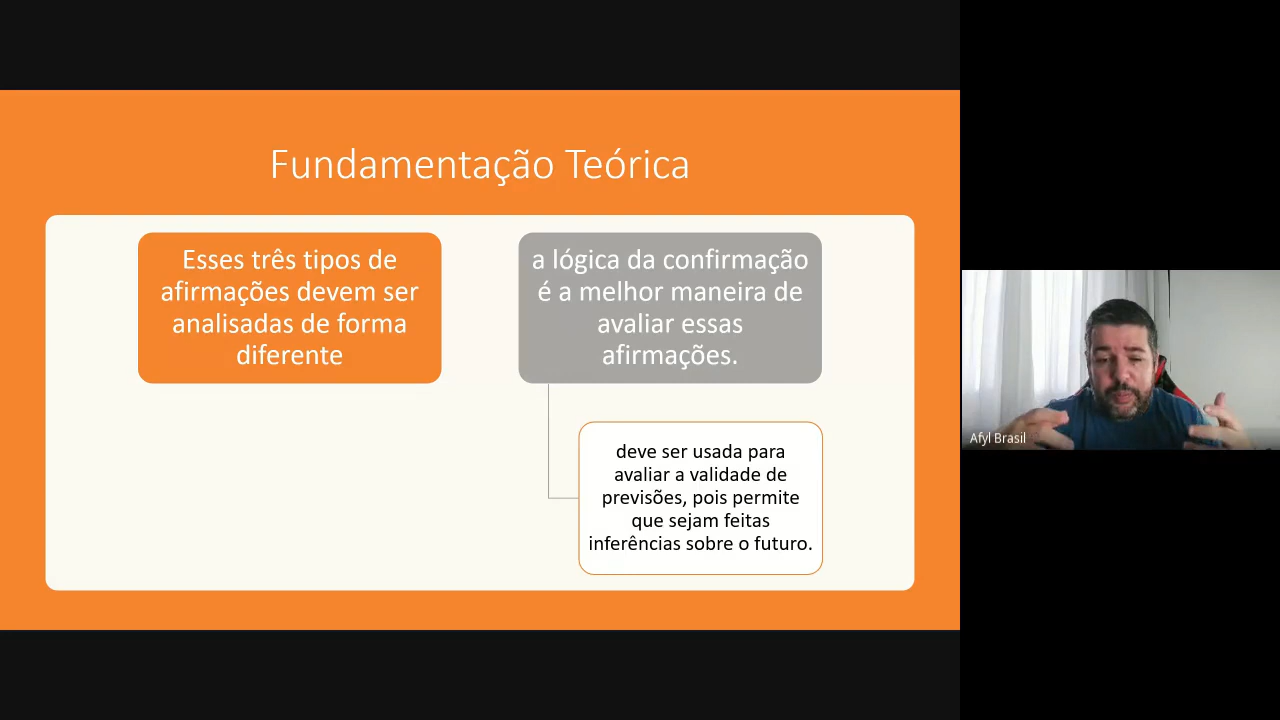 Fundamentação Teórica
Esses três tipos de
afirmações devem ser
analisadas de forma
diferente
a lógica da confirmação
é a melhor maneira de
avaliar essas
afirmações.
deve ser usada para
avaliar a validade de
previsões, pois permite
que sejam feitas
inferências sobre o futuro.
Afyl Brasil